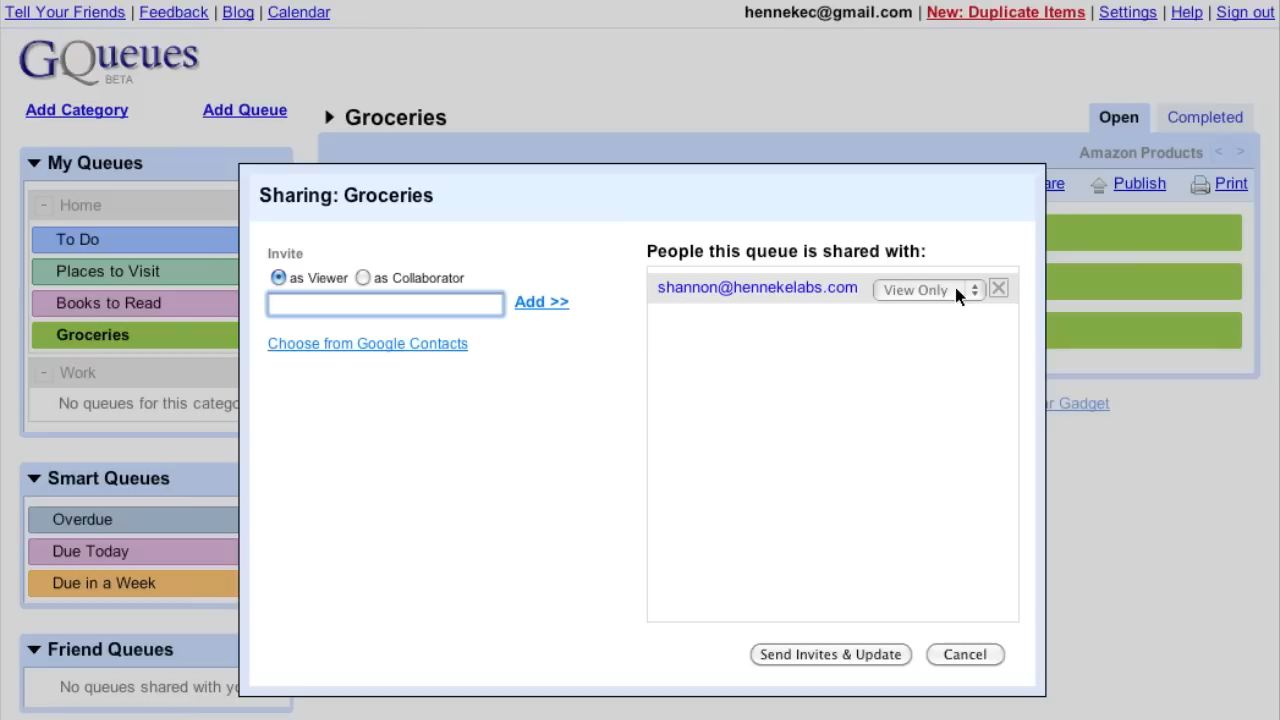 Tell Your Friends | Feedback | Blog | Calendar
hennekec@gmail.com | New: Duplicate Items | Settings | Help | Sign out
GQueues
BETA
Add Category Add Queue
Groceries
Open Completed
Amazon Products < >
My Queues
are Publish Print
Sharing: Groceries
- Home
To Do
Places to Visit
Books to Read
Groceries
- Work
No queues for this catego
Invite
as Viewer as Collaborator
Add >>
Choose from Google Contacts
People this queue is shared with:
shannon@hennekelabs.com View Only
ar Gadget
Smart Queues
Overdue
Due Today
Due in a Week
Friend Queues
No queues shared with yo
Send Invites & Update Cancel